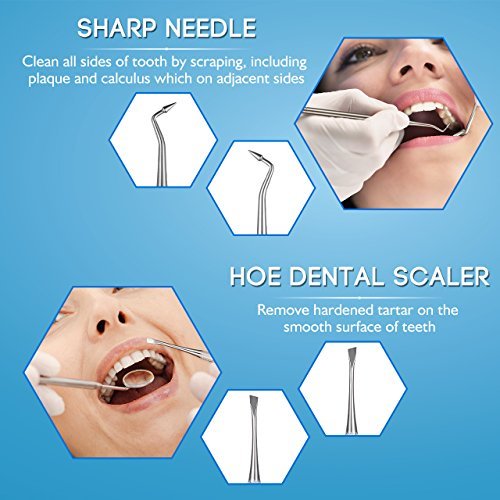 SHARP NEEDLE
Clean all sides of tooth by scraping, including
plaque and calculus which on adjacent sides
HOE DENTAL SCALER
Remove hardened tartar on the
smooth surface of teeth